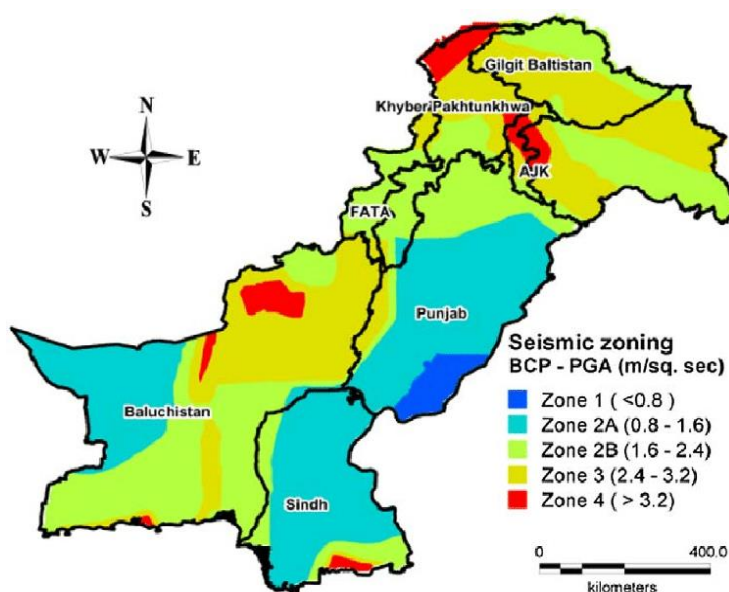 Gilgit Baltistan
Khyber Pakhtunkhwa
N
W E
S
AJK
FATA
Punjab
Seismic zoning
BCP - PGA (m/sq. sec)
Zone 1 ( <0.8 )
Zone 2A (0.8 - 1.6)
Zone 2B (1.6 - 2.4)
Zone 3 (2.4 - 3.2)
Zone 4 ( > 3.2)
Baluchistan
Sindh
0 400.0
kilometers